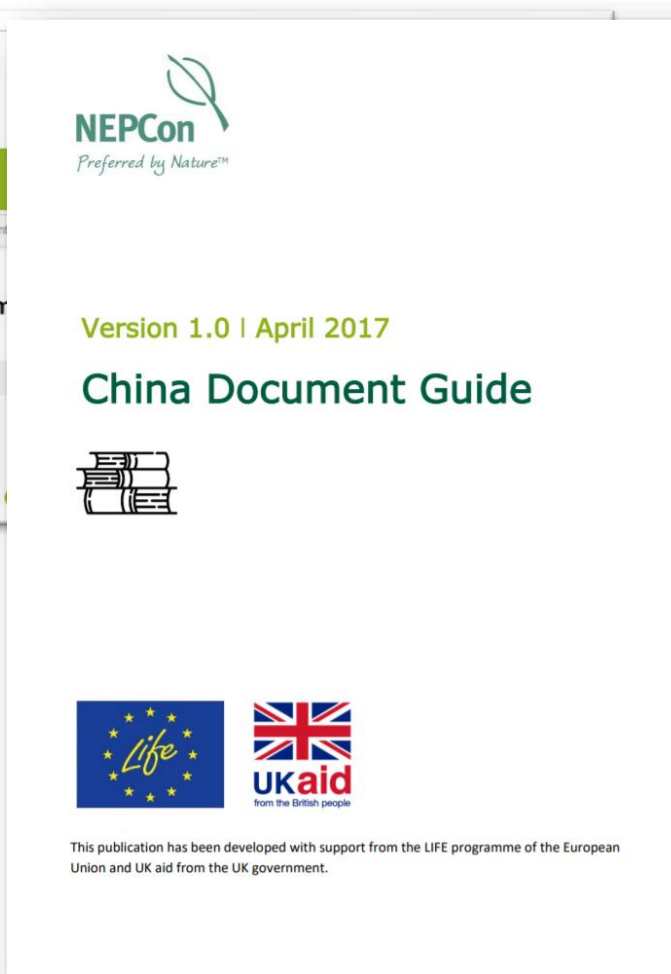 NEPCon
Preferred by Nature™
Version 1.0 | April 2017
China Document Guide
Life
UKaid
from the British people
This publication has been developed with support from the LIFE programme of the European
Union and UK aid from the UK government.